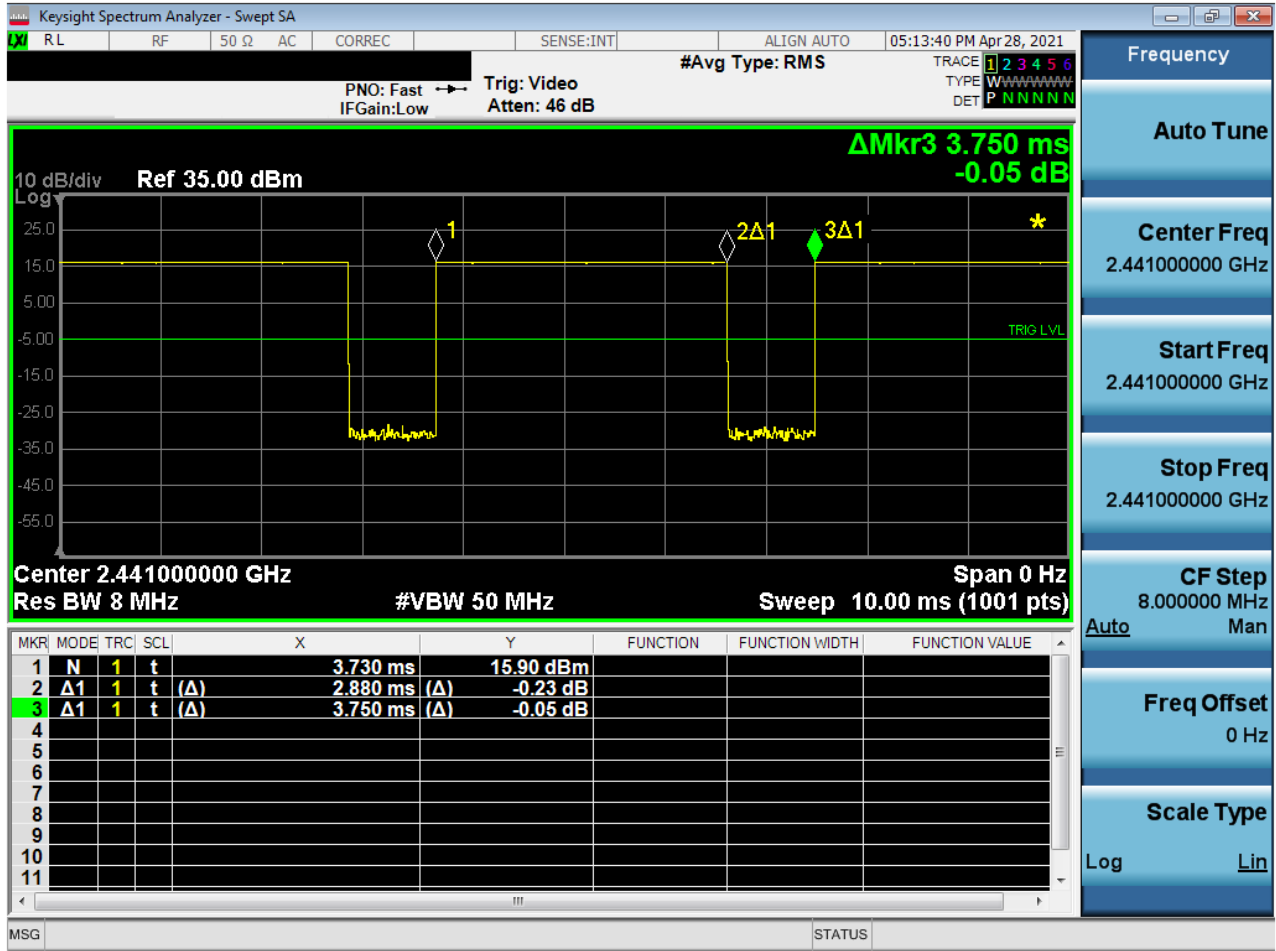 Keysight Spectrum Analyzer - Swept SA
LXI RL RF 50 Ω AC CORREC SENSE:INT ALIGN AUTO 05:13:40 PM Apr 28, 2021
#Avg Type: RMS
TRACE 1 2 3 4 5 6
TYPE WWWWWW
DET P N N N N N
PNO: Fast
IFGain:Low
Trig: Video
Atten: 46 dB
ΔMkr3 3.750 ms
-0.05 dB
10 dB/div Ref 35.00 dBm
Log
25.0
15.0
5.00
-5.00
-15.0
-25.0
-35.0
-45.0
-55.0
1
2Δ1
3Δ1
*
TRIG LVL
Center 2.441000000 GHz Span 0 Hz
Res BW 8 MHz #VBW 50 MHz Sweep 10.00 ms (1001 pts)
MKR MODE TRC SCL X Y FUNCTION FUNCTION WIDTH FUNCTION VALUE
1 N 1 t 3.730 ms 15.90 dBm
2 Δ1 1 t (Δ) 2.880 ms (Δ) -0.23 dB
3 Δ1 1 t (Δ) 3.750 ms (Δ) -0.05 dB
4
5
6
7
8
9
10
11
MSG STATUS
Frequency
Auto Tune
Center Freq
2.441000000 GHz
Start Freq
2.441000000 GHz
Stop Freq
2.441000000 GHz
CF Step
8.000000 MHz
Auto Man
Freq Offset
0 Hz
Scale Type
Log Lin